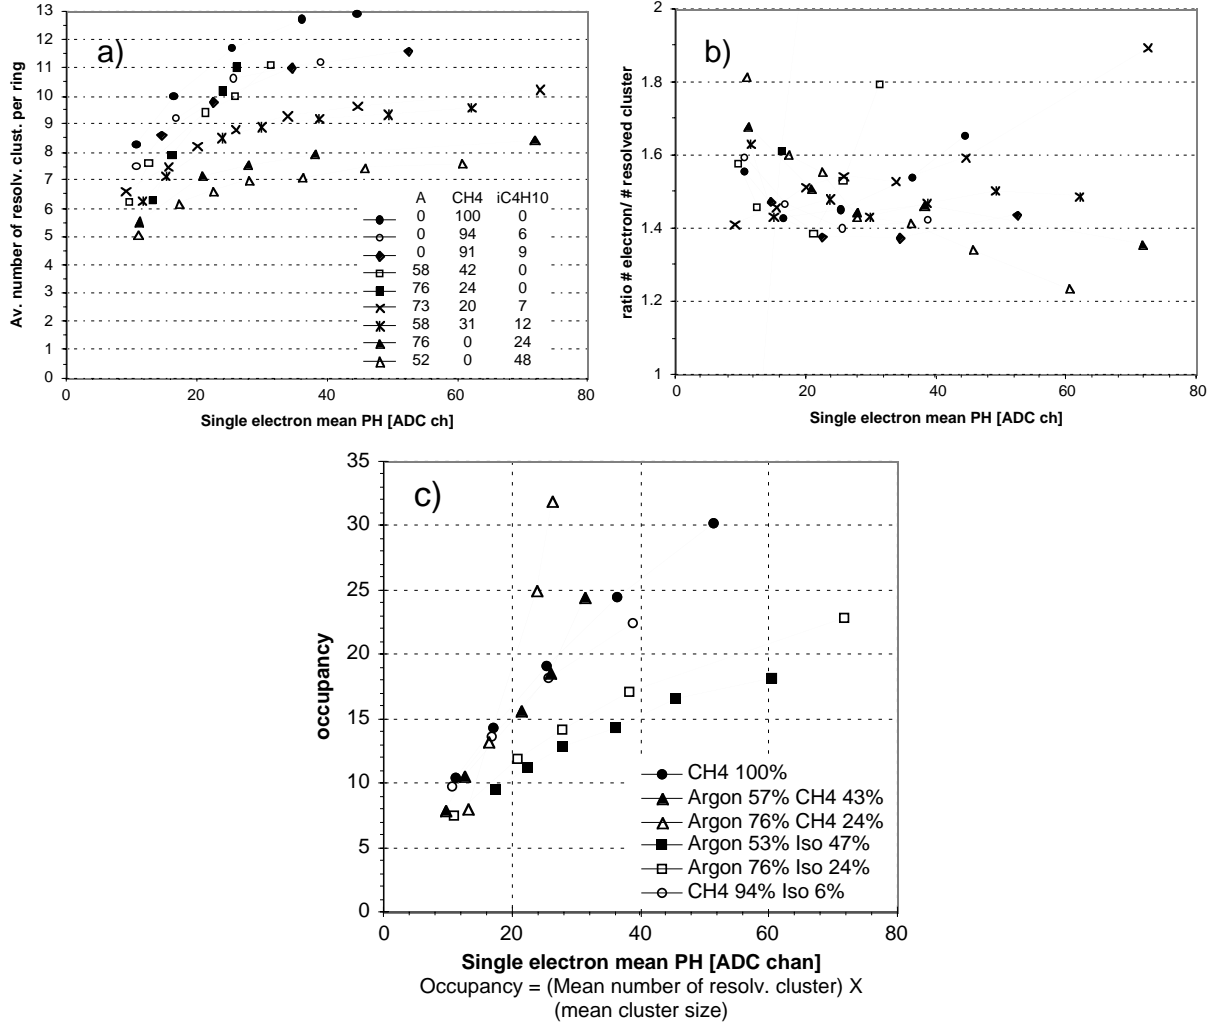 a)
Av. number of resolv. clust. per ring
13
12
11
10
9
8
7
6
5
4
3
2
1
0
A CH4 iC4H10
0 100 0
0 94 6
0 91 9
58 42 0
76 24 0
73 20 7
58 31 12
76 0 24
52 0 48
0 20 40 60 80
Single electron mean PH [ADC ch]
b)
ratio # electron/ # resolved cluster
2
1.8
1.6
1.4
1.2
1
0 20 40 60 80
Single electron mean PH [ADC ch]
c)
occupancy
35
30
25
20
15
10
5
0
CH4 100%
Argon 57% CH4 43%
Argon 76% CH4 24%
Argon 53% Iso 47%
Argon 76% Iso 24%
CH4 94% Iso 6%
0 20 40 60 80
Single electron mean PH [ADC chan]
Occupancy = (Mean number of resolv. cluster) X
(mean cluster size)